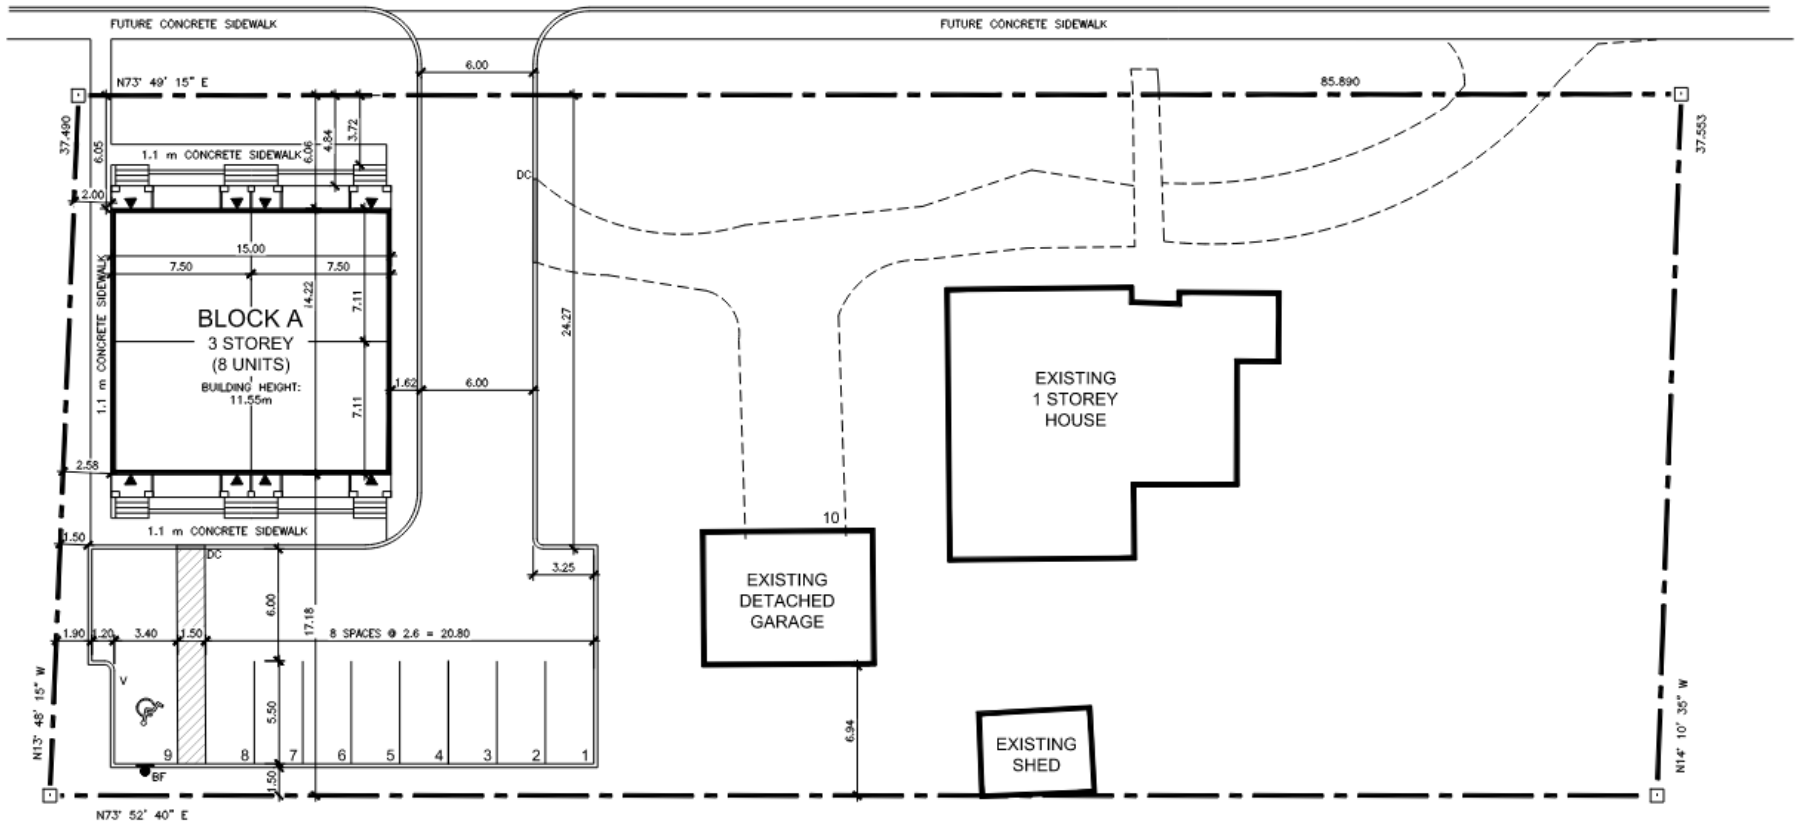 FUTURE CONCRETE SIDEWALK
FUTURE CONCRETE SIDEWALK
6.00
N73° 49' 15" E
85.890
37.490
6.05
6.06
4.84
3.72
37.553
1.1 m CONCRETE SIDEWALK
DC
2.00
15.00
7.50
7.50
1.1 m CONCRETE SIDEWALK
14.22
7.11
24.27
BLOCK A
3 STOREY
(8 UNITS)
BUILDING HEIGHT:
11.55m
7.11
1.62
6.00
EXISTING
1 STOREY
HOUSE
2.58
10
1.1 m CONCRETE SIDEWALK
1.50
DC
3.25
EXISTING
DETACHED
GARAGE
6.00
17.18
1.90
1.20
3.40
1.50
8 SPACES @ 2.6 = 20.80
V
N13° 48' 15" W
5.50
6.94
N14° 10' 35" W
EXISTING
SHED
9
8
7
6
5
4
3
2
1
BF
1.50
N73° 52' 40" E